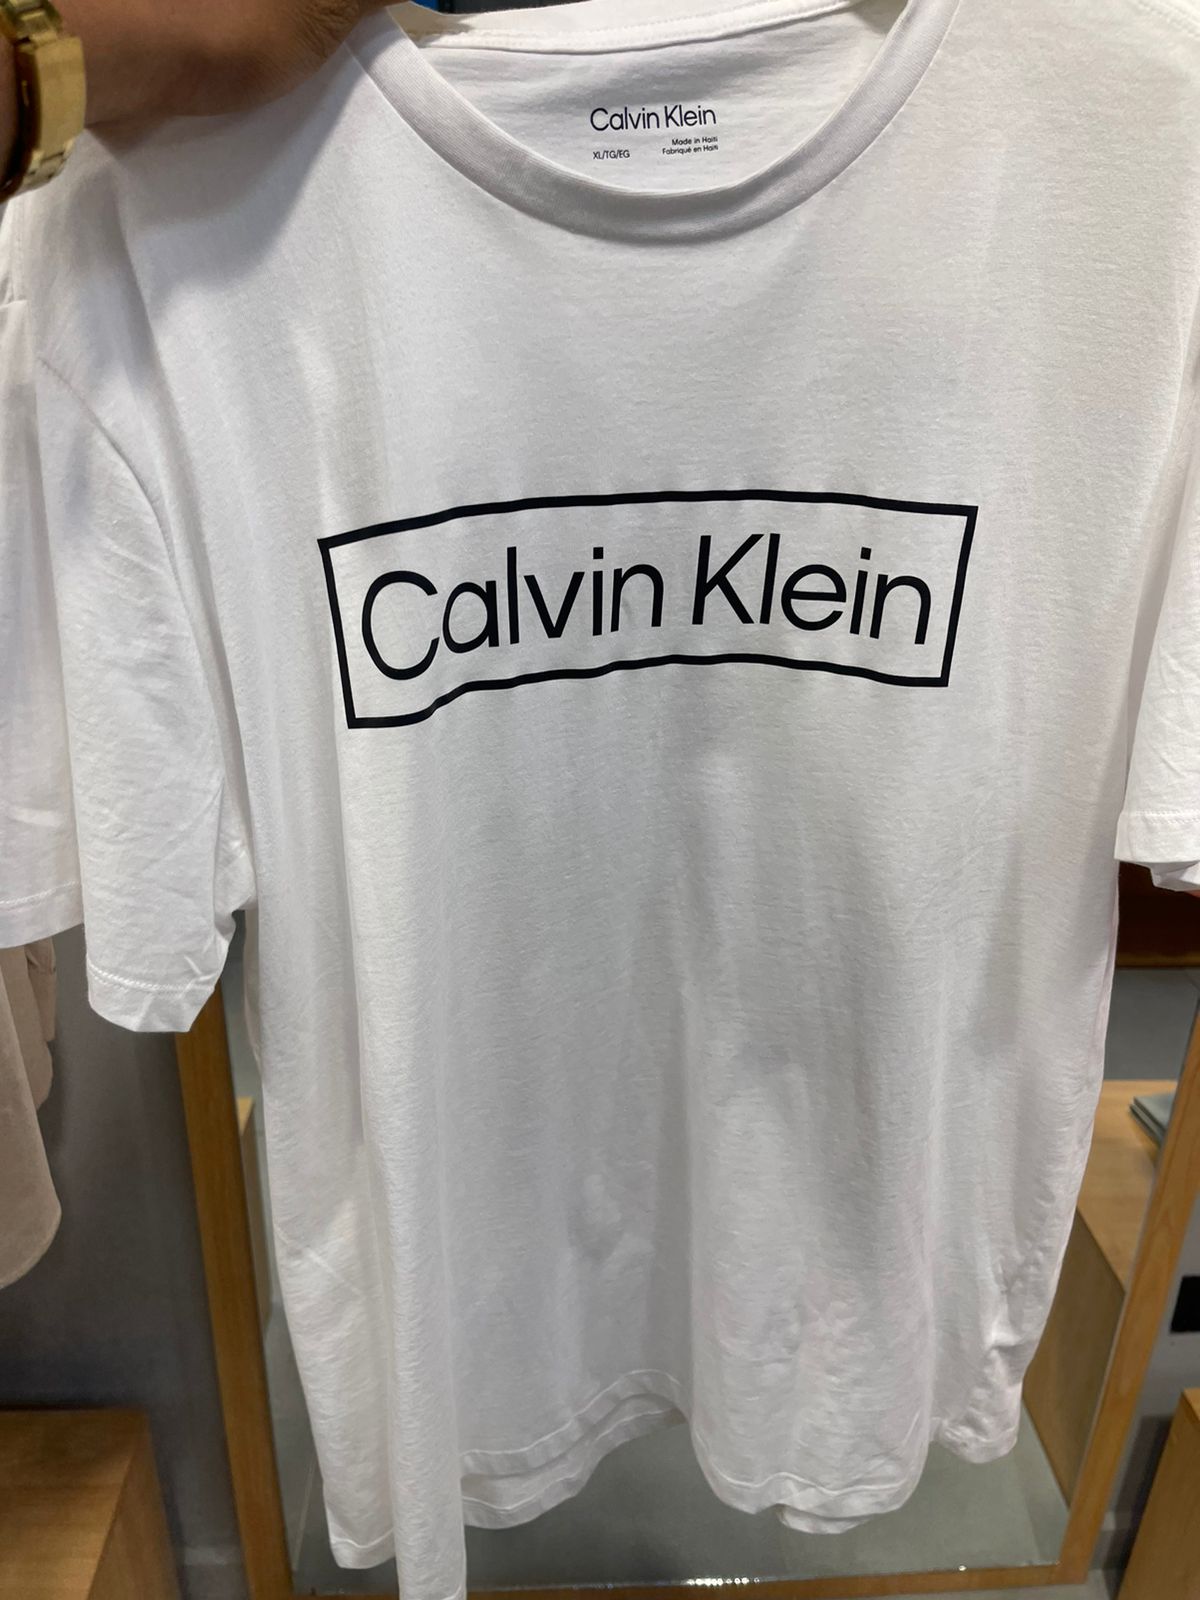 Calvin Klein
XL/TG/EG
Made in Haiti
Fabriqué en Haïti
Calvin Klein